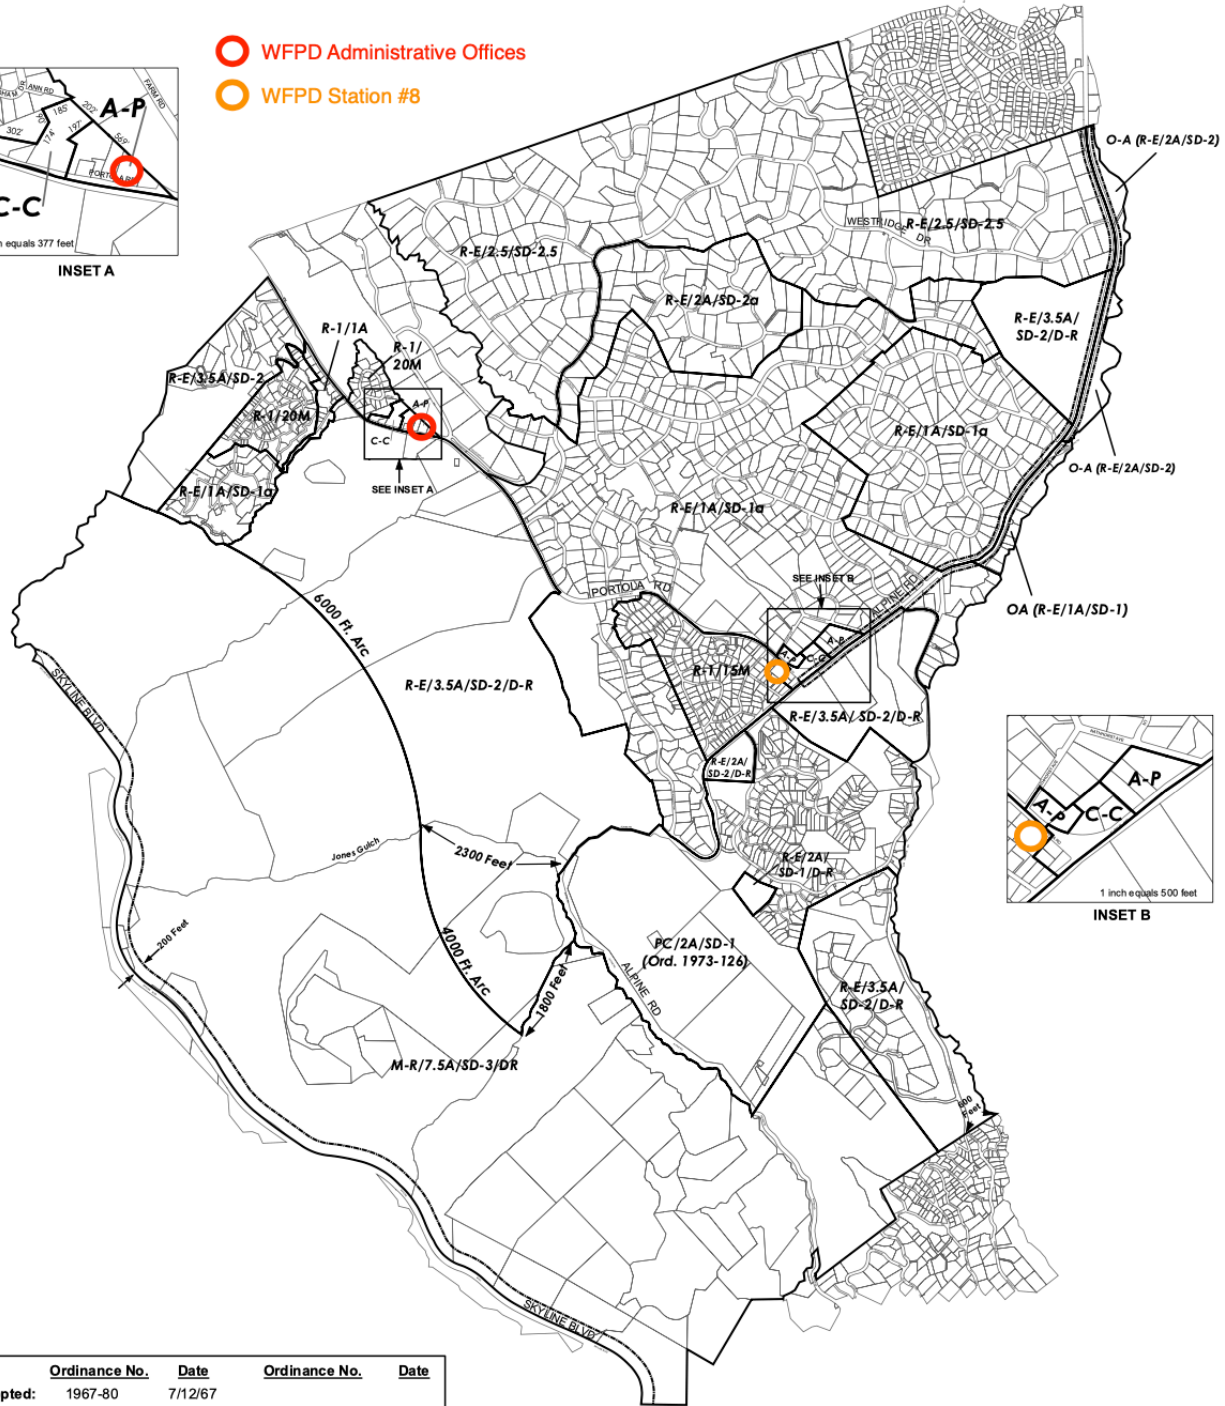 WFPD Administrative Offices
WFPD Station #8
ANN RD
FARM RD
A-P
185'
202'
302'
174'
197'
569'
C-C
equals 377 feet
INSET A
O-A (R-E/2A/SD-2)
WESTRIDGE DR
R-E/2.5/SD-2.5
R-E/2.5/SD-2.5
R-E/2A/SD-2a
R-E/3.5A/
SD-2/D-R
R-1/1A
R-1/
20M
R-E/3.5A/SD-2
R-1/20M
A-P
C-C
SEE INSET A
R-E/1A/SD-1a
R-E/1A/SD-1a
O-A (R-E/2A/SD-2)
R-E/1A/SD-1a
PORTOLA RD
SEE INSET B
ALPINE RD
OA (R-E/1A/SD-1)
6000 Ft. Arc
A-P
A-P
C-C
R-1/15M
SKYLINE BLVD
R-E/3.5A/SD-2/D-R
R-E/3.5A/ SD-2/D-R
R-E/2A/
SD-2/D-R
A-P
A-P
C-C
1 inch equals 500 feet
INSET B
Jones Gulch
2300 Feet
R-E/2A/
SD-1/D-R
200 Feet
4000 Ft. Arc
1800 Feet
PC/2A/SD-1
(Ord. 1973-126)
ALPINE RD
R-E/3.5A/
SD-2/D-R
M-R/7.5A/SD-3/DR
Feet
SKYLINE BLVD
Ordinance No. Date Ordinance No. Date
pted: 1967-80 7/12/67